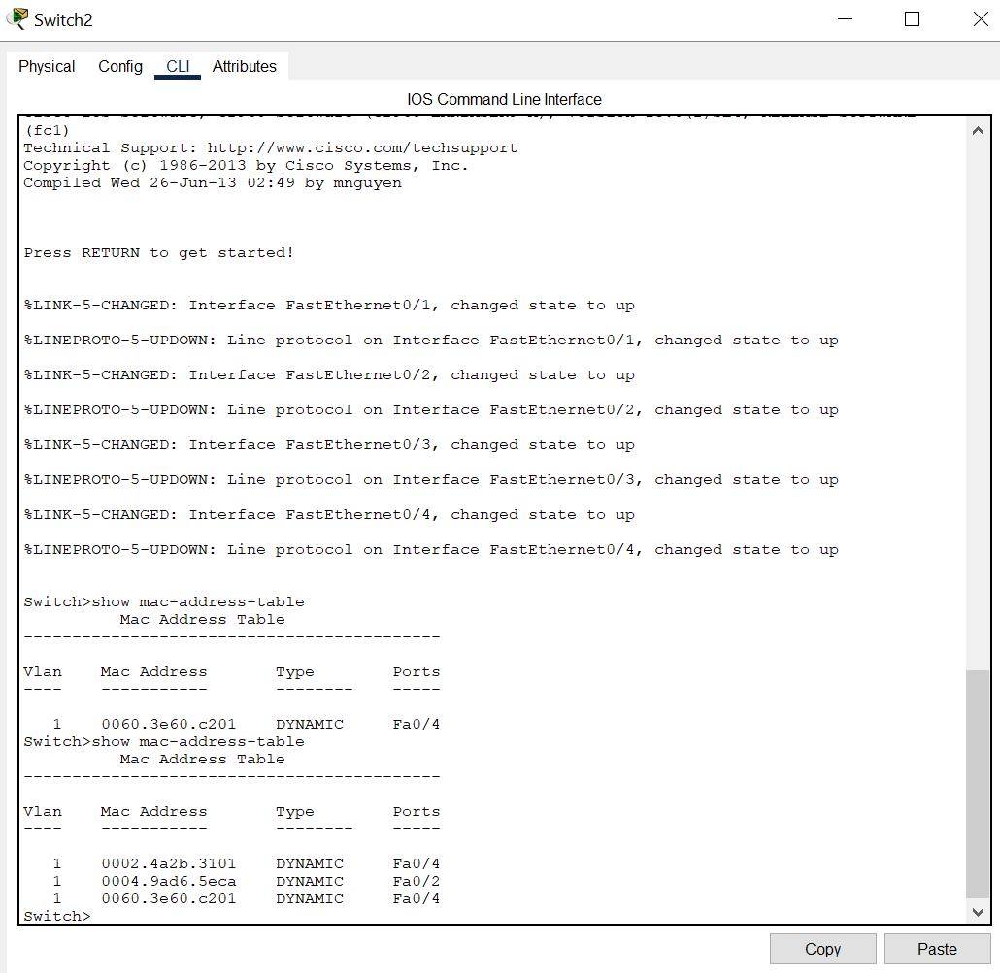 Switch2
Physical Config CLI Attributes
IOS Command Line Interface
(fc1)
Technical Support: http://www.cisco.com/techsupport
Copyright (c) 1986-2013 by Cisco Systems, Inc.
Compiled Wed 26-Jun-13 02:49 by mnguyen
Press RETURN to get started!
%LINK-5-CHANGED: Interface FastEthernet0/1, changed state to up
%LINEPROTO-5-UPDOWN: Line protocol on Interface FastEthernet0/1, changed state to up
%LINK-5-CHANGED: Interface FastEthernet0/2, changed state to up
%LINEPROTO-5-UPDOWN: Line protocol on Interface FastEthernet0/2, changed state to up
%LINK-5-CHANGED: Interface FastEthernet0/3, changed state to up
%LINEPROTO-5-UPDOWN: Line protocol on Interface FastEthernet0/3, changed state to up
%LINK-5-CHANGED: Interface FastEthernet0/4, changed state to up
%LINEPROTO-5-UPDOWN: Line protocol on Interface FastEthernet0/4, changed state to up
Switch>show mac-address-table
Mac Address Table
-------------------------------------------
Vlan    Mac Address       Type        Ports
----    -----------       --------    -----
1    0060.3e60.c201    DYNAMIC     Fa0/4
Switch>show mac-address-table
Mac Address Table
-------------------------------------------
Vlan    Mac Address       Type        Ports
----    -----------       --------    -----
1    0002.4a2b.3101    DYNAMIC     Fa0/4
1    0004.9ad6.5eca    DYNAMIC     Fa0/2
1    0060.3e60.c201    DYNAMIC     Fa0/4
Switch>
Copy Paste